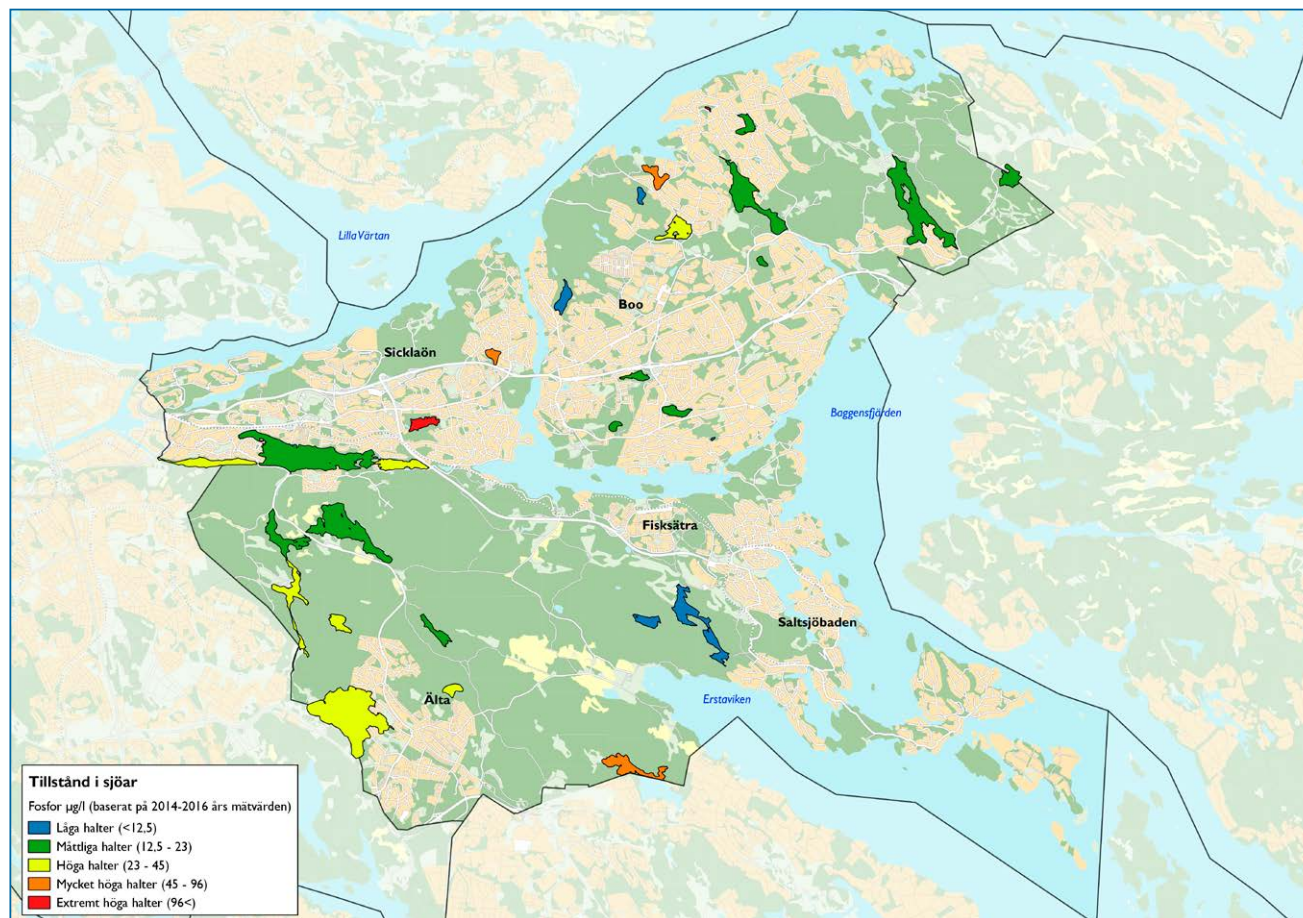 Lilla Värtan
Boo
Sicklaön
Baggensfjärden
Fisksätra
Saltsjöbaden
Älta
Erstaviken
Tillstånd i sjöar
Fosfor µg/l (baserat på 2014-2016 års mätvärden)
Låga halter (<12,5)
Måttliga halter (12,5 - 23)
Höga halter (23 - 45)
Mycket höga halter (45 - 96)
Extremt höga halter (96<)